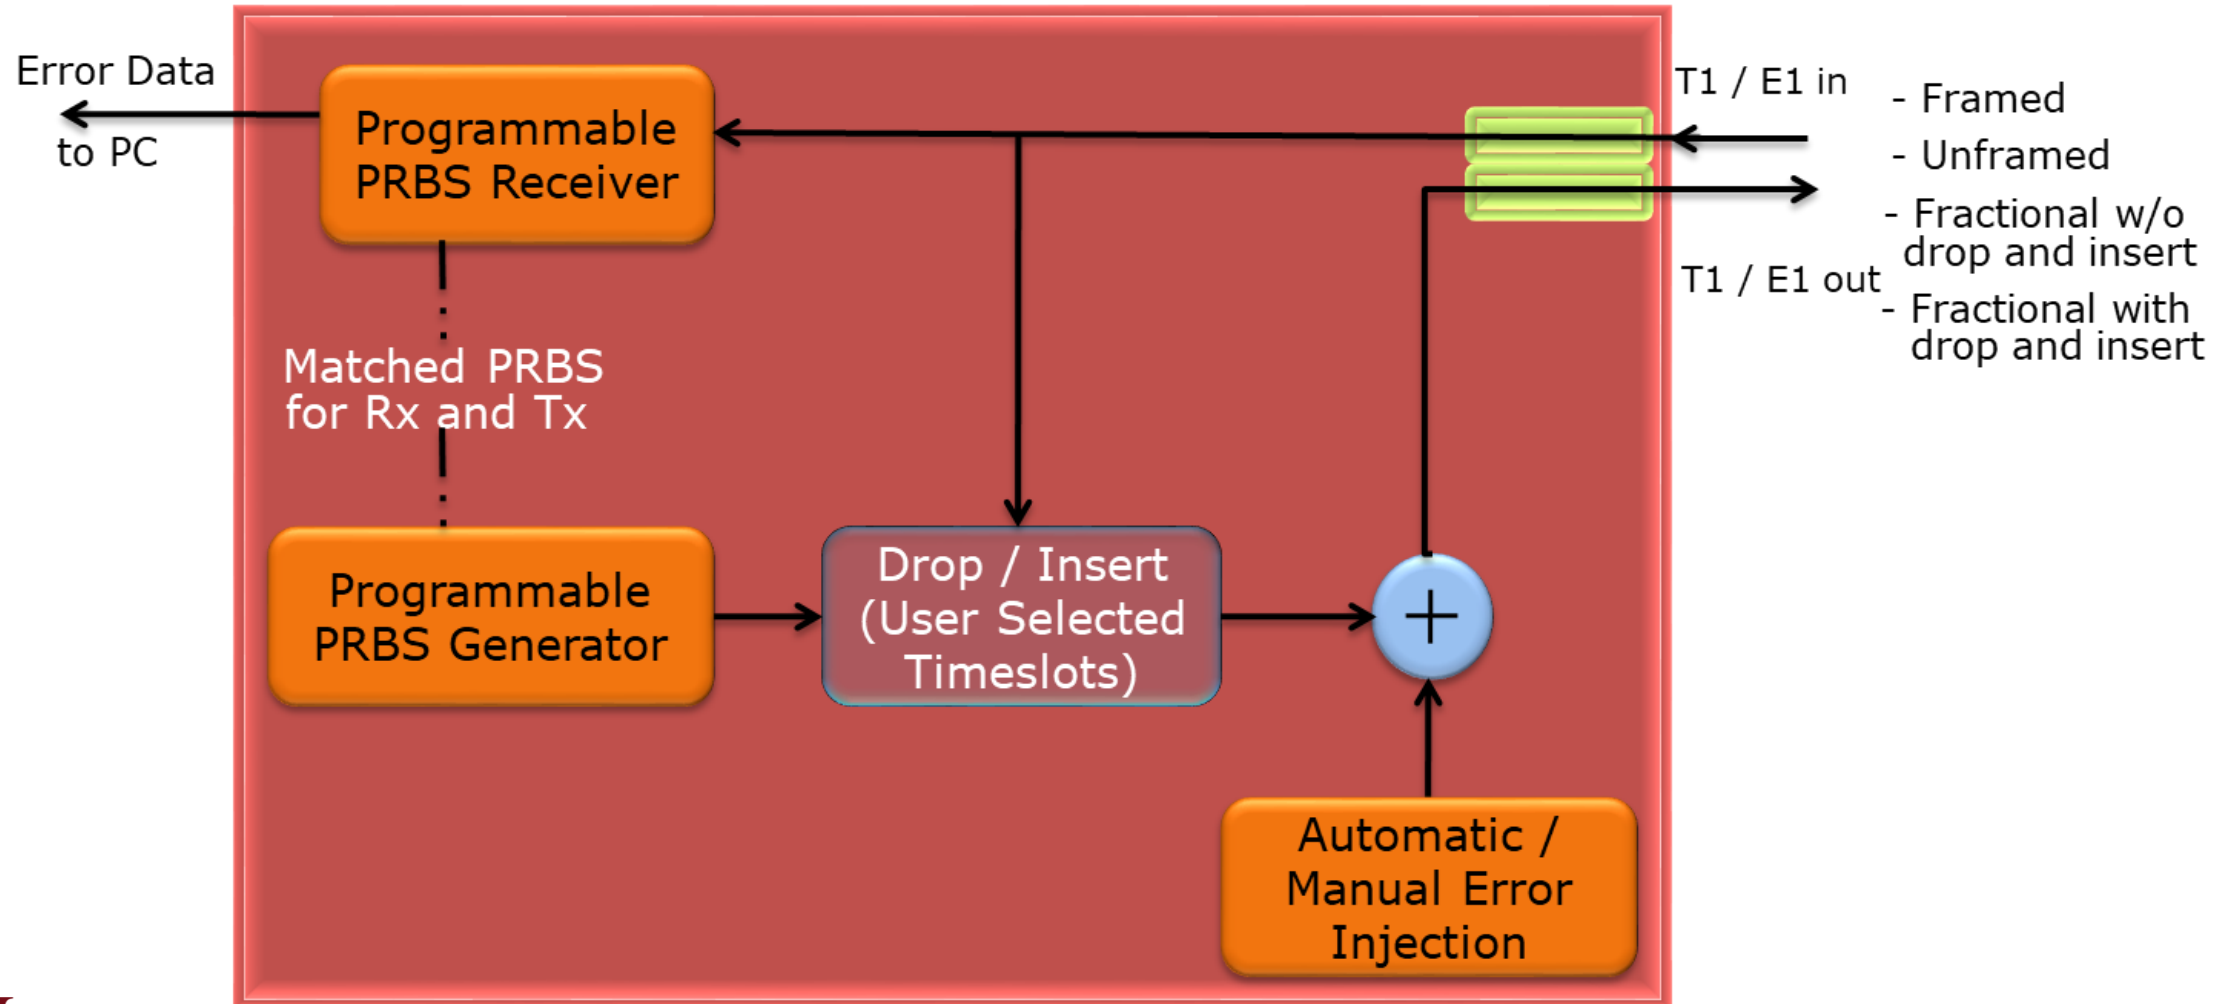 Error Data
to PC
Programmable
PRBS Receiver
T1 / E1 in
- Framed
- Unframed
- Fractional w/o
drop and insert
T1 / E1 out
- Fractional with
drop and insert
Matched PRBS
for Rx and Tx
Programmable
PRBS Generator
Drop / Insert
(User Selected
Timeslots)
+
Automatic /
Manual Error
Injection